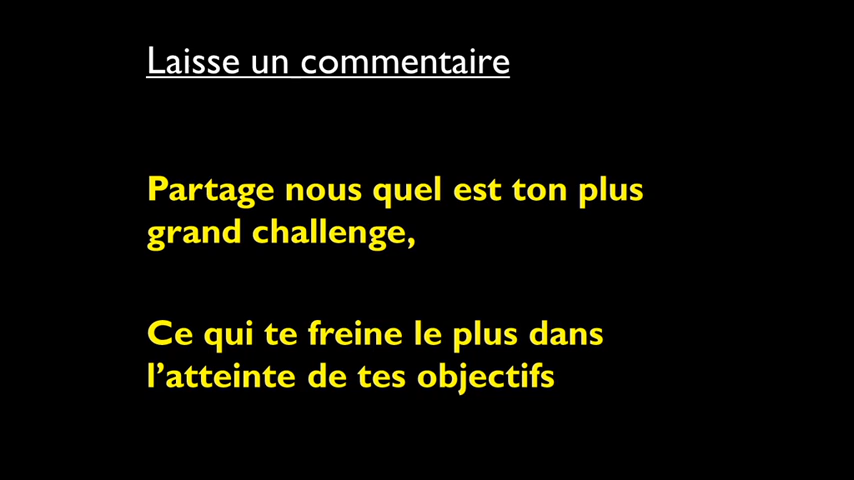 Laisse un commentaire
Partage nous quel est ton plus
grand challenge,
Ce qui te freine le plus dans
l’atteinte de tes objectifs